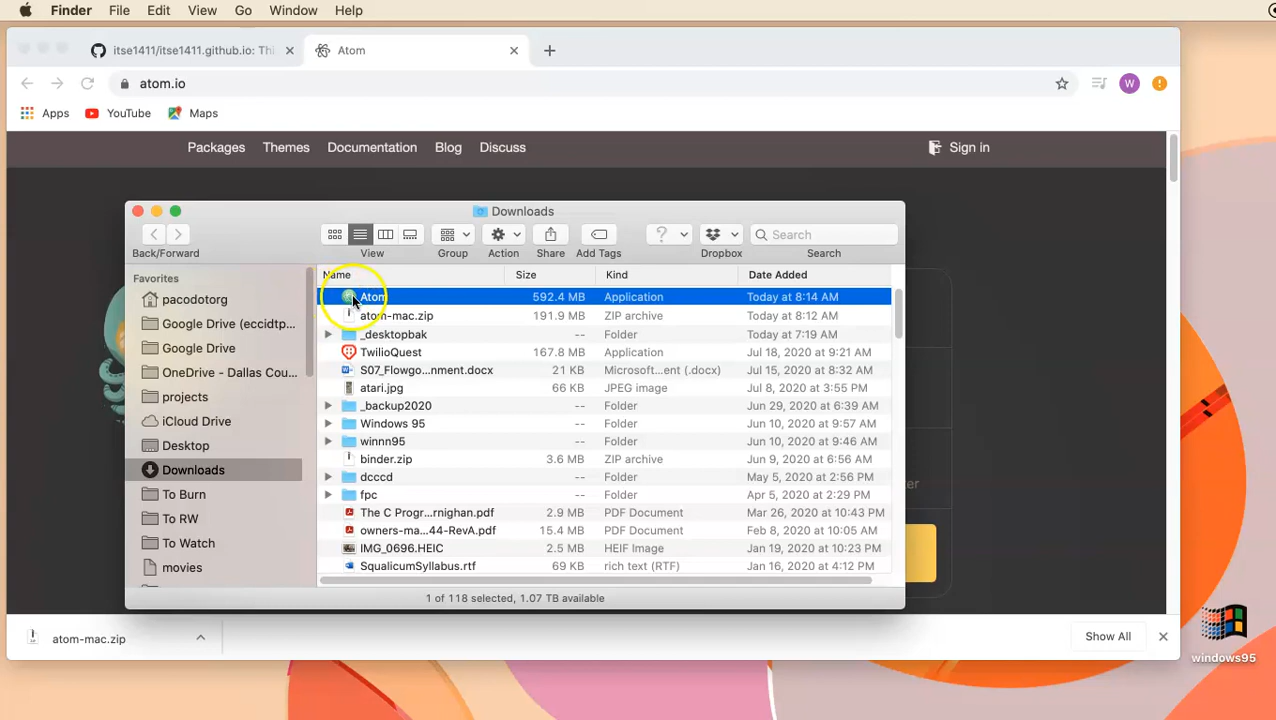 Finder File Edit View Go Window Help
itse1411/itse1411.github.io: Thi
Atom
atom.io
W
Apps YouTube Maps
Packages Themes Documentation Blog Discuss Sign in
Downloads
Back/Forward View Group Action Share Add Tags Dropbox Search
Search
Favorites
pacodotorg
Google Drive (eccidtp...
Google Drive
OneDrive - Dallas Cou...
projects
iCloud Drive
Desktop
Downloads
To Burn
To RW
To Watch
movies
Name Size Kind Date Added
Atom 592.4 MB Application Today at 8:14 AM
atom-mac.zip 191.9 MB ZIP archive Today at 8:12 AM
_desktopbak -- Folder Today at 7:19 AM
TwilioQuest 167.8 MB Application Jul 18, 2020 at 9:21 AM
S07_Flowgo...nment.docx 21 KB Microsoft...ent (.docx) Jul 15, 2020 at 8:32 AM
atari.jpg 66 KB JPEG image Jul 8, 2020 at 3:55 PM
_backup2020 -- Folder Jun 29, 2020 at 6:39 AM
Windows 95 -- Folder Jun 10, 2020 at 9:57 AM
winnn95 -- Folder Jun 10, 2020 at 9:46 AM
binder.zip 3.6 MB ZIP archive Jun 9, 2020 at 6:56 AM
dcccd -- Folder May 5, 2020 at 2:56 PM
fpc -- Folder Apr 5, 2020 at 2:29 PM
The C Progr...rnighan.pdf 2.9 MB PDF Document Mar 26, 2020 at 10:43 PM
owners-ma...44-RevA.pdf 15.4 MB PDF Document Feb 8, 2020 at 10:05 AM
IMG_0696.HEIC 2.5 MB HEIF Image Jan 19, 2020 at 10:23 PM
SqualicumSyllabus.rtf 69 KB rich text (RTF) Jan 16, 2020 at 4:12 PM
1 of 118 selected, 1.07 TB available
atom-mac.zip
Show All
windows95